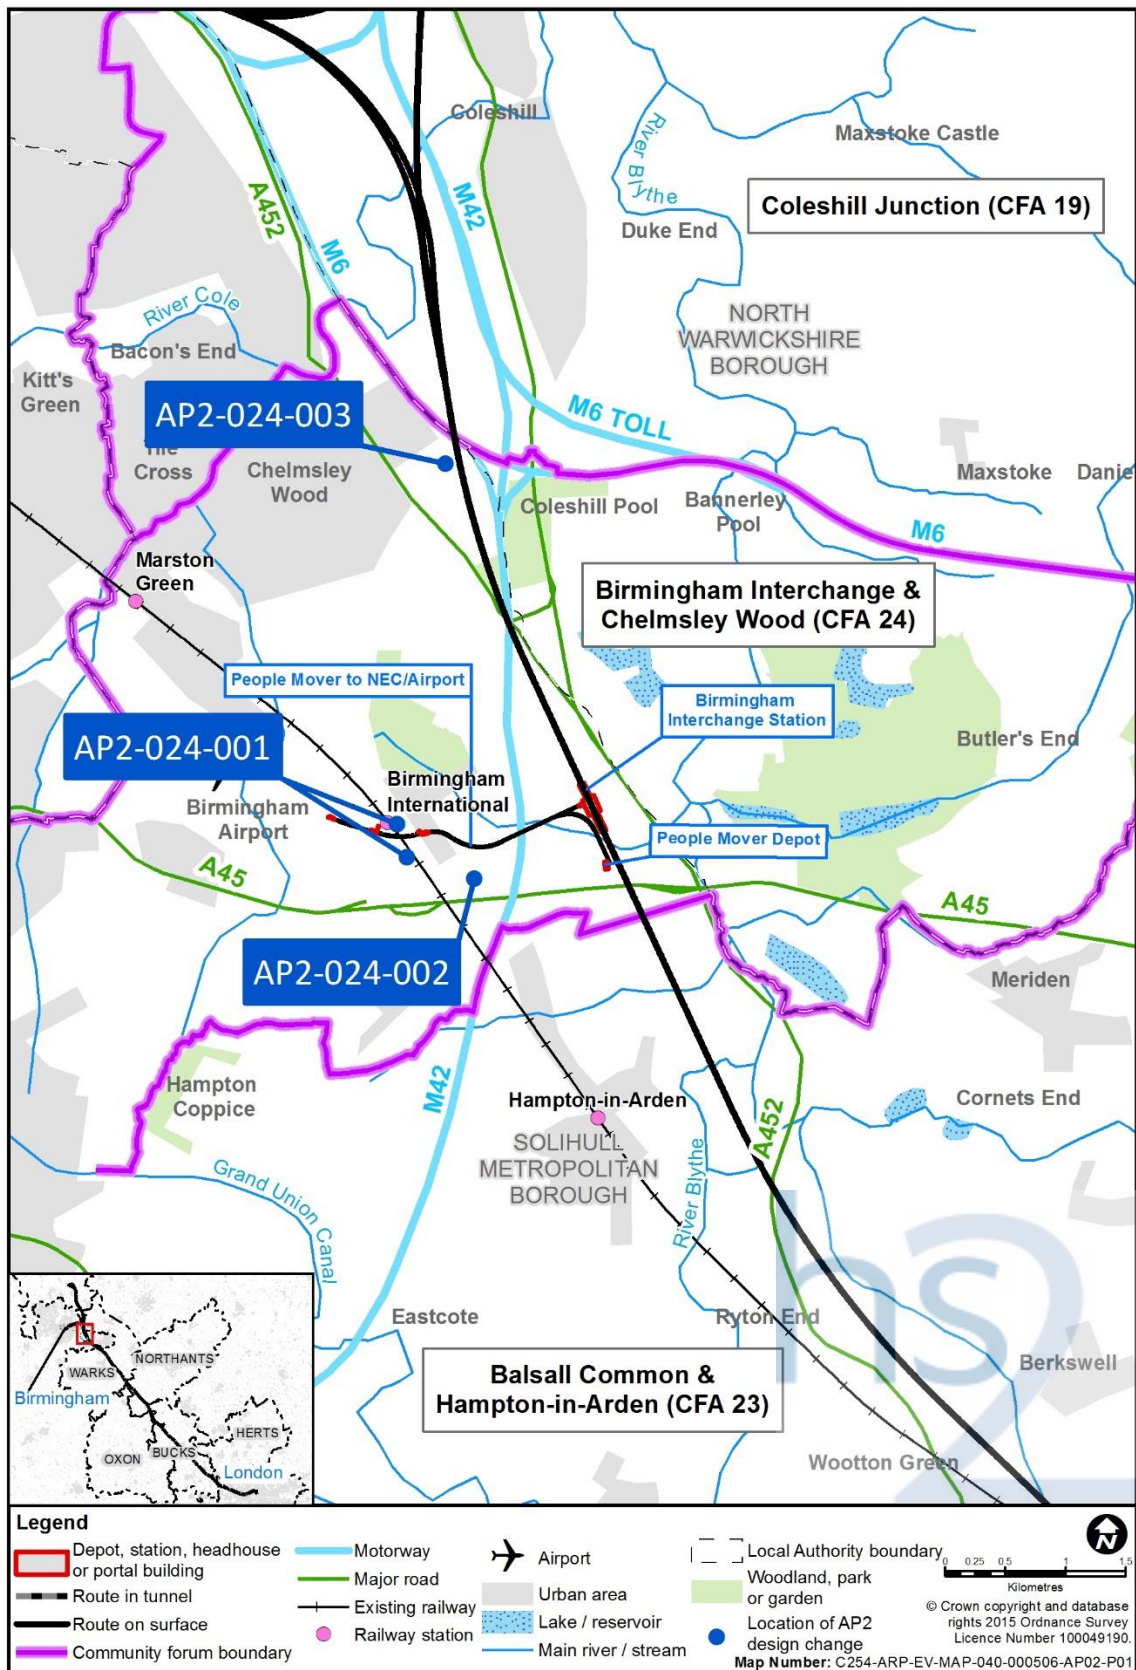 Coleshill
Maxstoke Castle
River Blythe
Coleshill Junction (CFA 19)
A452
M6
M42
Duke End
River Cole
NORTH
WARWICKSHIRE
BOROUGH
Bacon's End
Kitt's
Green
AP2-024-003
M6 TOLL
Cross
Chelmsley
Wood
Maxstoke
Danie
Coleshill Pool
Bannerley
Pool
M6
Marston
Green
Birmingham Interchange &
Chelmsley Wood (CFA 24)
People Mover to NEC/Airport
Birmingham
Interchange Station
AP2-024-001
Butler's End
Birmingham
International
Birmingham
Airport
People Mover Depot
A45
A45
AP2-024-002
Meriden
Hampton
Coppice
M42
Hampton-in-Arden
A452
Cornets End
SOLIHULL
METROPOLITAN
BOROUGH
Grand Union Canal
River Blythe
hs2
Eastcote
Ryton End
Balsall Common &
Hampton-in-Arden (CFA 23)
Berkswell
Wootton Green
NORTHANTS
WARKS
Birmingham
HERTS
BUCKS
OXON
London
Legend
Depot, station, headhouse
or portal building
Route in tunnel
Route on surface
Community forum boundary
Motorway
Major road
Existing railway
Railway station
Airport
Urban area
Lake / reservoir
Main river / stream
Local Authority boundary
Woodland, park
or garden
Location of AP2
design change
N
0 0.25 0.5 1 1.5
Kilometres
© Crown copyright and database
rights 2015 Ordnance Survey
Licence Number 100049190.
Map Number: C254-ARP-EV-MAP-040-000506-AP02-P01